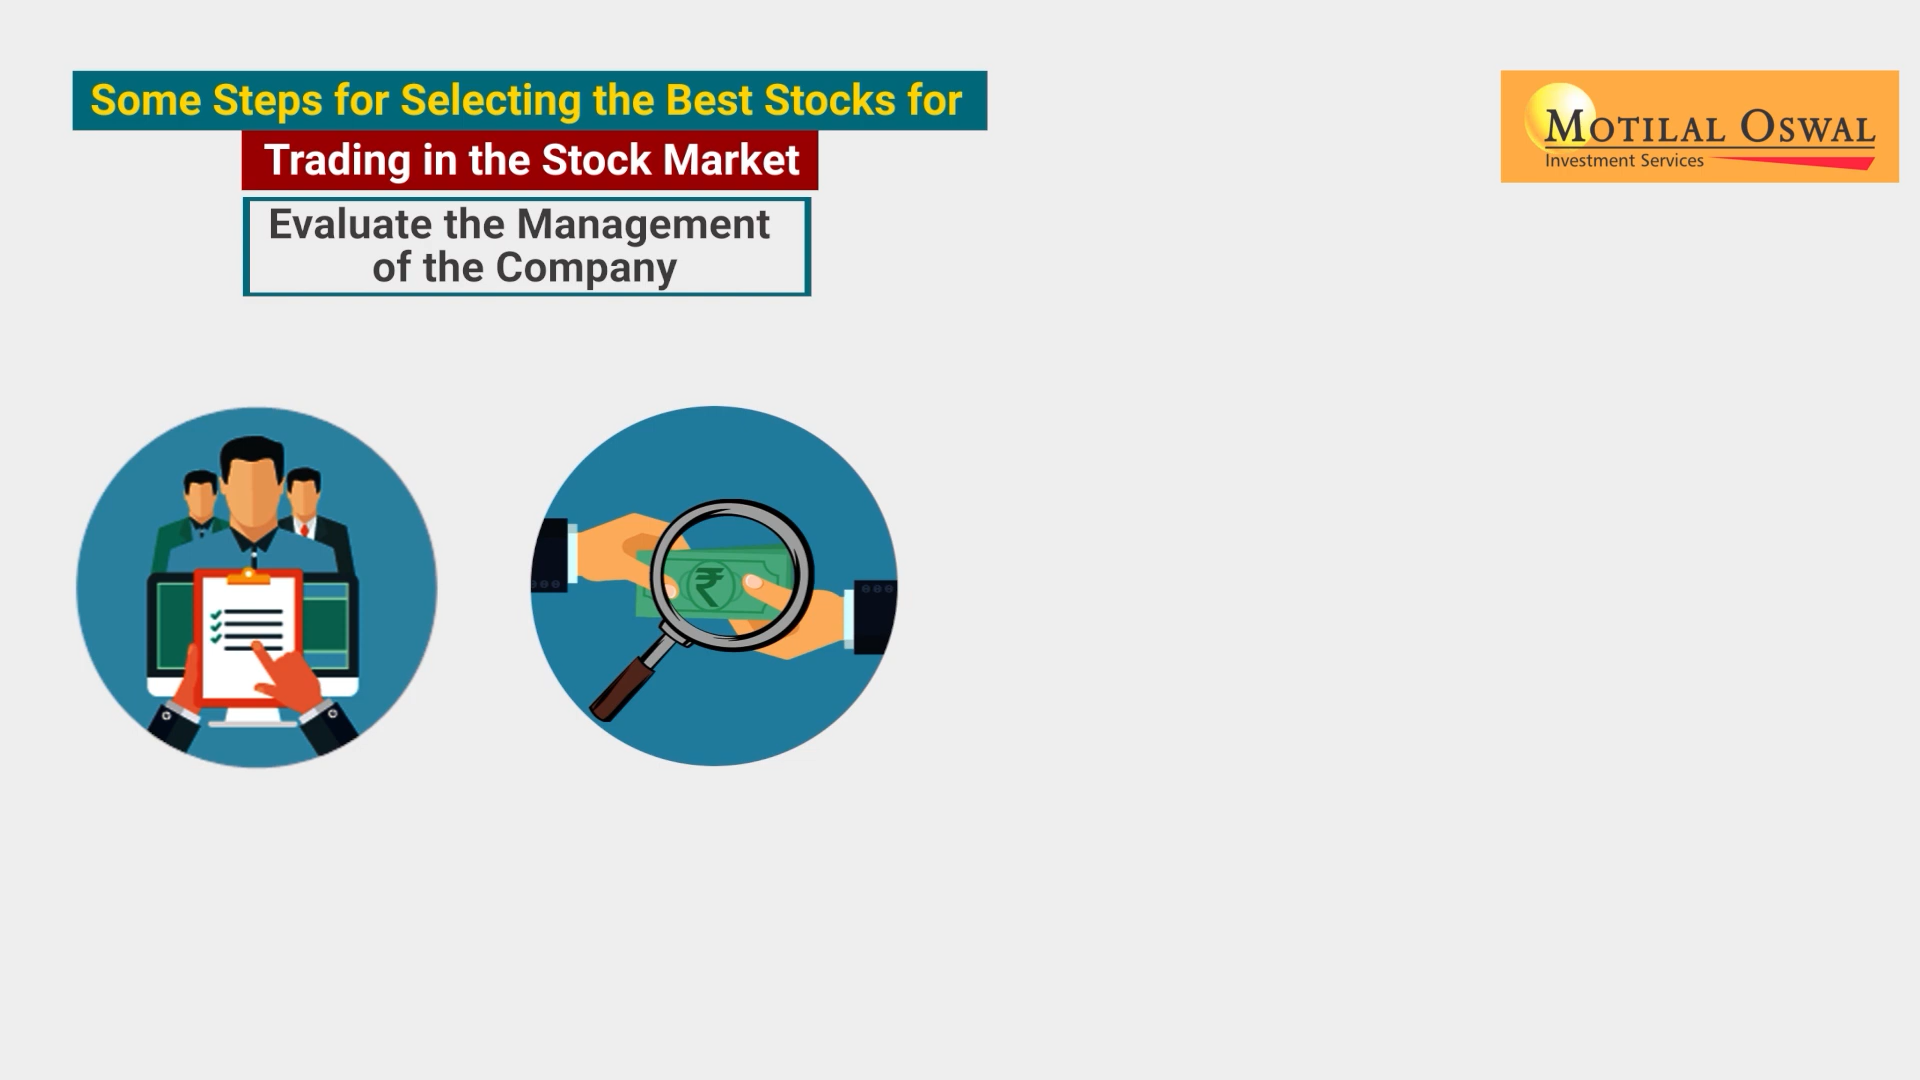 Some Steps for Selecting the Best Stocks for
Trading in the Stock Market
Evaluate the Management
of the Company
MOTILAL OSWAL
Investment Services
₹